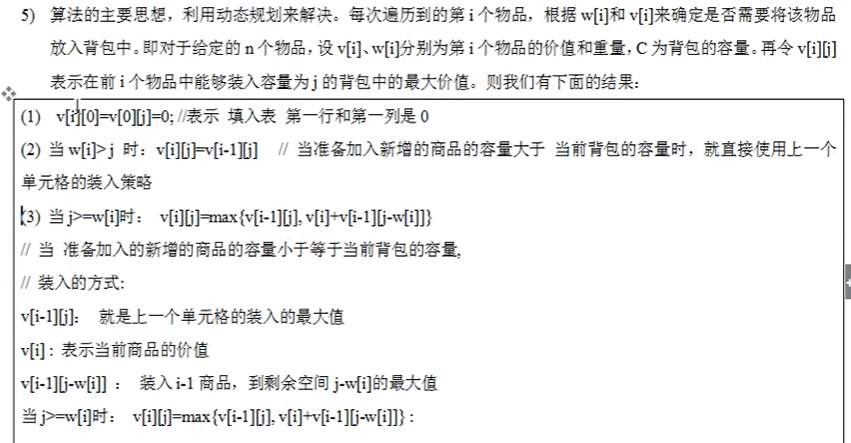 5) 算法的主要思想，利用动态规划来解决。每次遍历到的第 i 个物品，根据 w[i]和 v[i]来确定是否需要将该物品
放入背包中。即对于给定的 n 个物品，设 v[i]、w[i]分别为第 i 个物品的价值和重量，C 为背包的容量。再令 v[i][j]
表示在前 i 个物品中能够装入容量为 j 的背包中的最大价值。则我们有下面的结果：
(1) v[i][0]=v[0][j]=0; //表示 填入表 第一行和第一列是 0
(2) 当 w[i]> j 时：v[i][j]=v[i-1][j] // 当准备加入新增的商品的容量大于 当前背包的容量时，就直接使用上一个
单元格的装入策略
(3) 当 j>=w[i]时： v[i][j]=max{v[i-1][j], v[i]+v[i-1][j-w[i]]}
// 当 准备加入的新增的商品的容量小于等于当前背包的容量,
// 装入的方式:
v[i-1][j]： 就是上一个单元格的装入的最大值
v[i] : 表示当前商品的价值
v[i-1][j-w[i]] ： 装入 i-1 商品，到剩余空间 j-w[i]的最大值
当 j>=w[i]时： v[i][j]=max{v[i-1][j], v[i]+v[i-1][j-w[i]]} :